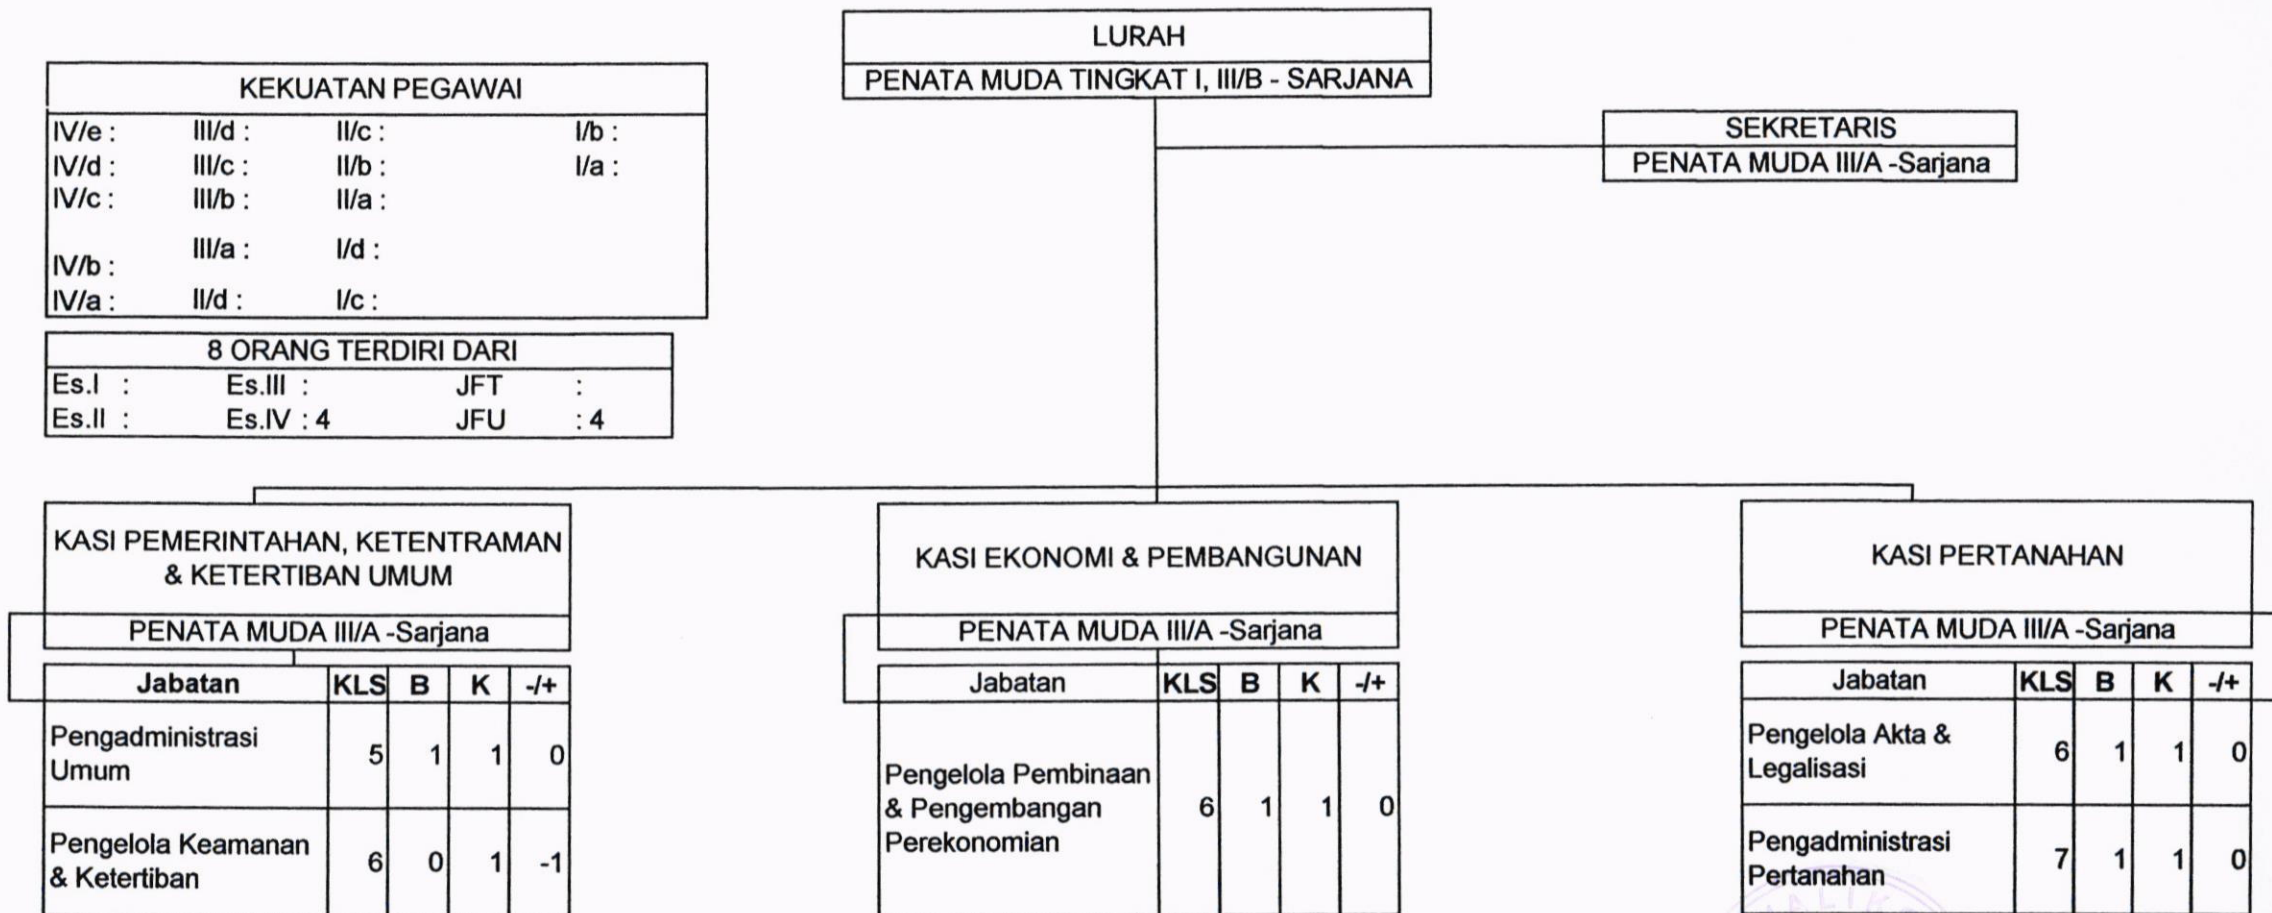 LURAH
PENATA MUDA TINGKAT I, III/B - SARJANA
SEKRETARIS
PENATA MUDA III/A -Sarjana
KEKUATAN PEGAWAI
IV/e : III/d : II/c : I/b :
IV/d : III/c : II/b : I/a :
IV/c : III/b : II/a :
IV/b : III/a : I/d :
IV/a : II/d : I/c :
8 ORANG TERDIRI DARI
Es.I : Es.III : JFT :
Es.II : Es.IV : 4 JFU : 4
KASI PEMERINTAHAN, KETENTRAMAN
& KETERTIBAN UMUM
PENATA MUDA III/A -Sarjana
Jabatan KLS B K -/+
Pengadministrasi
Umum 5 1 1 0
Pengelola Keamanan
& Ketertiban 6 0 1 -1
KASI EKONOMI & PEMBANGUNAN
PENATA MUDA III/A -Sarjana
Jabatan KLS B K -/+
Pengelola Pembinaan
& Pengembangan 6 1 1 0
Perekonomian
KASI PERTANAHAN
PENATA MUDA III/A -Sarjana
Jabatan KLS B K -/+
Pengelola Akta &
Legalisasi 6 1 1 0
Pengadministrasi
Pertanahan 7 1 1 0